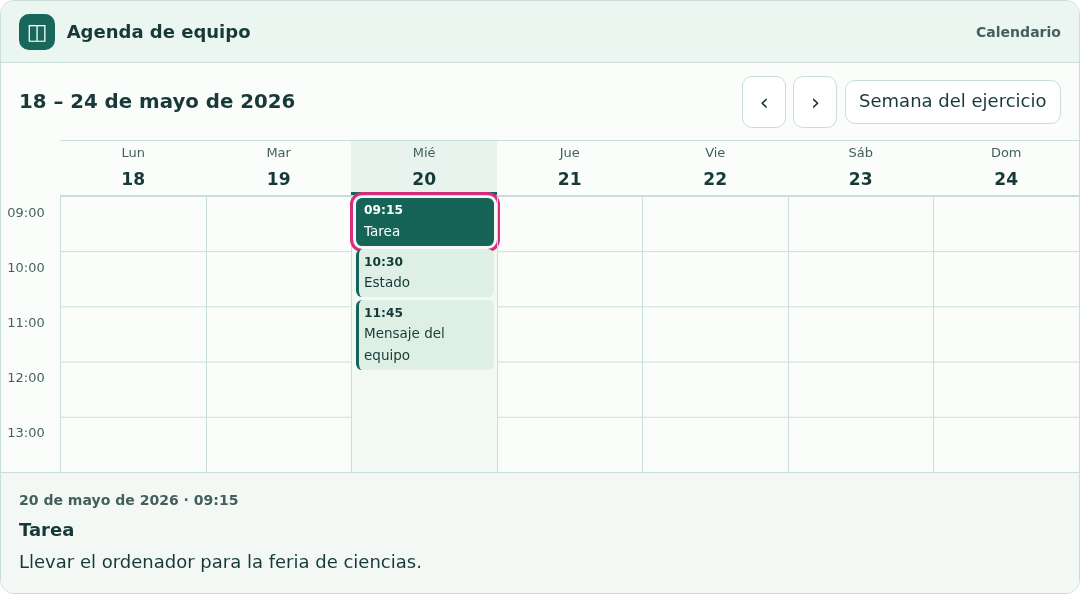 Agenda de equipo
Calendario
18 – 24 de mayo de 2026
‹
›
Semana del ejercicio
Lun
Mar
Mié
Jue
Vie
Sáb
Dom
18
19
20
21
22
23
24
09:00
09:15
Tarea
10:00
10:30
Estado
11:00
11:45
Mensaje del
equipo
12:00
13:00
20 de mayo de 2026 · 09:15
Tarea
Llevar el ordenador para la feria de ciencias.